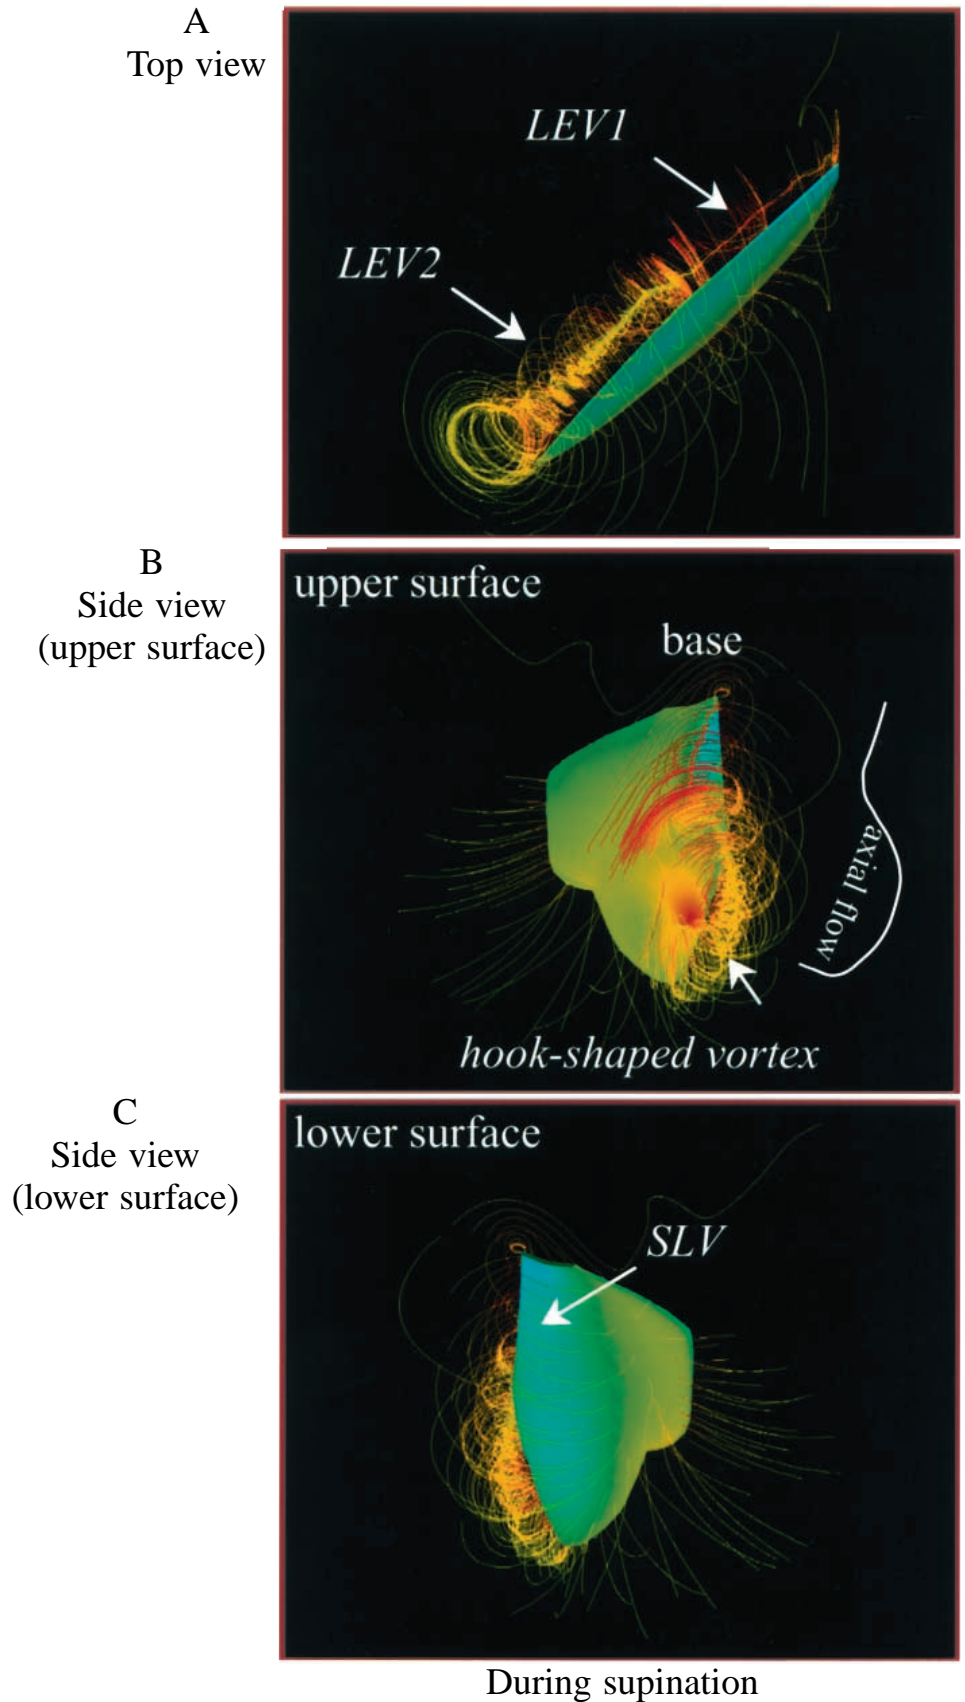 A
Top view
LEV1
LEV2
B
Side view
(upper surface)
upper surface
base
axial flow
hook-shaped vortex
C
Side view
(lower surface)
lower surface
SLV
During supination